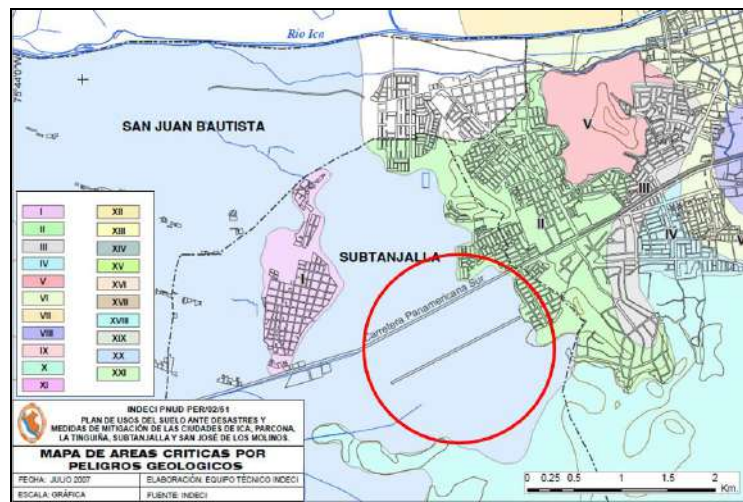 Río Ica
75°44'0"W
SAN JUAN BAUTISTA
V
III
II
IV
V
SUBTANJALLA
I
Carretera Panamericana Sur
I
II
III
IV
V
VI
VII
VIII
IX
X
XI
XII
XIII
XIV
XV
XVI
XVII
XVIII
XIX
XX
XXI
INDECI PNUD PER/02/51
PLAN DE USOS DEL SUELO ANTE DESASTRES Y
MEDIDAS DE MITIGACIÓN DE LAS CIUDADES DE ICA, PARCONA,
LA TINGUIÑA, SUBTANJALLA Y SAN JOSÉ DE LOS MOLINOS.
MAPA DE AREAS CRITICAS POR
PELIGROS GEOLOGICOS
FECHA: JULIO 2007
ELABORACIÓN: EQUIPO TÉCNICO INDECI
ESCALA: GRÁFICA
FUENTE: INDECI
0 0.25 0.5 1 1.5 2
Km.